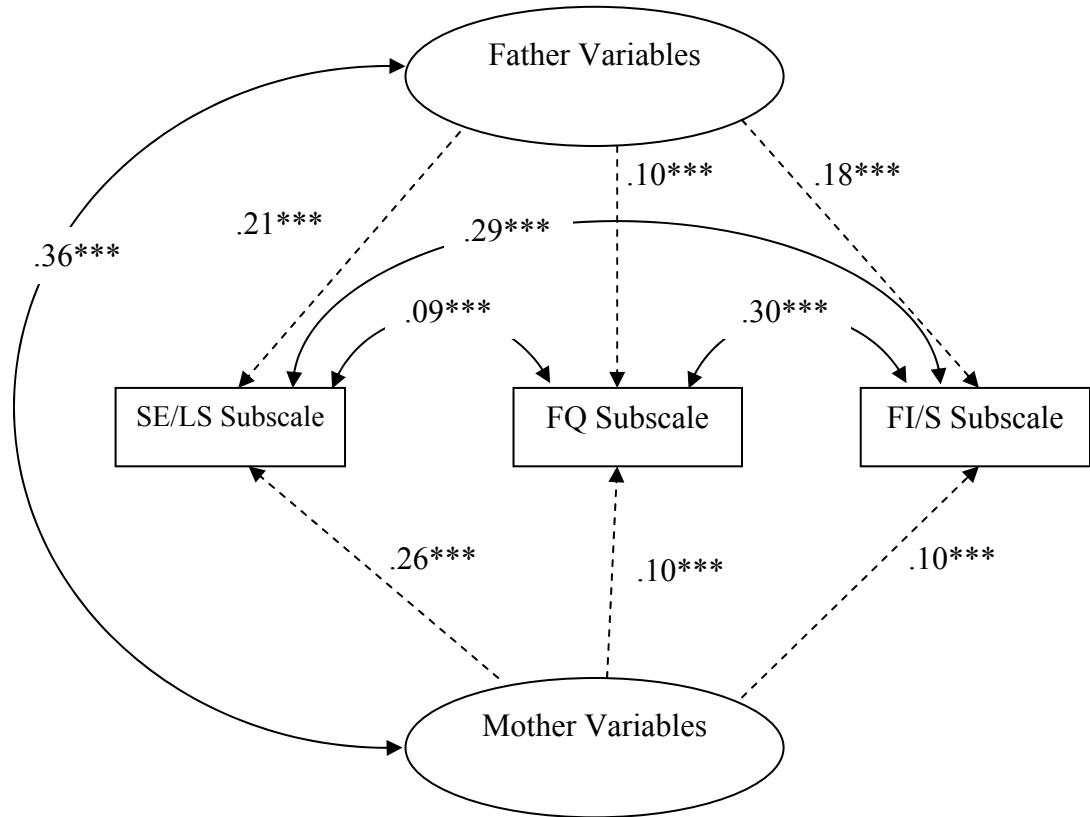 Father Variables
.10***
.18***
.21***
.29***
.36***
.09***
.30***
SE/LS Subscale
FQ Subscale
FI/S Subscale
.26***
.10***
.10***
Mother Variables